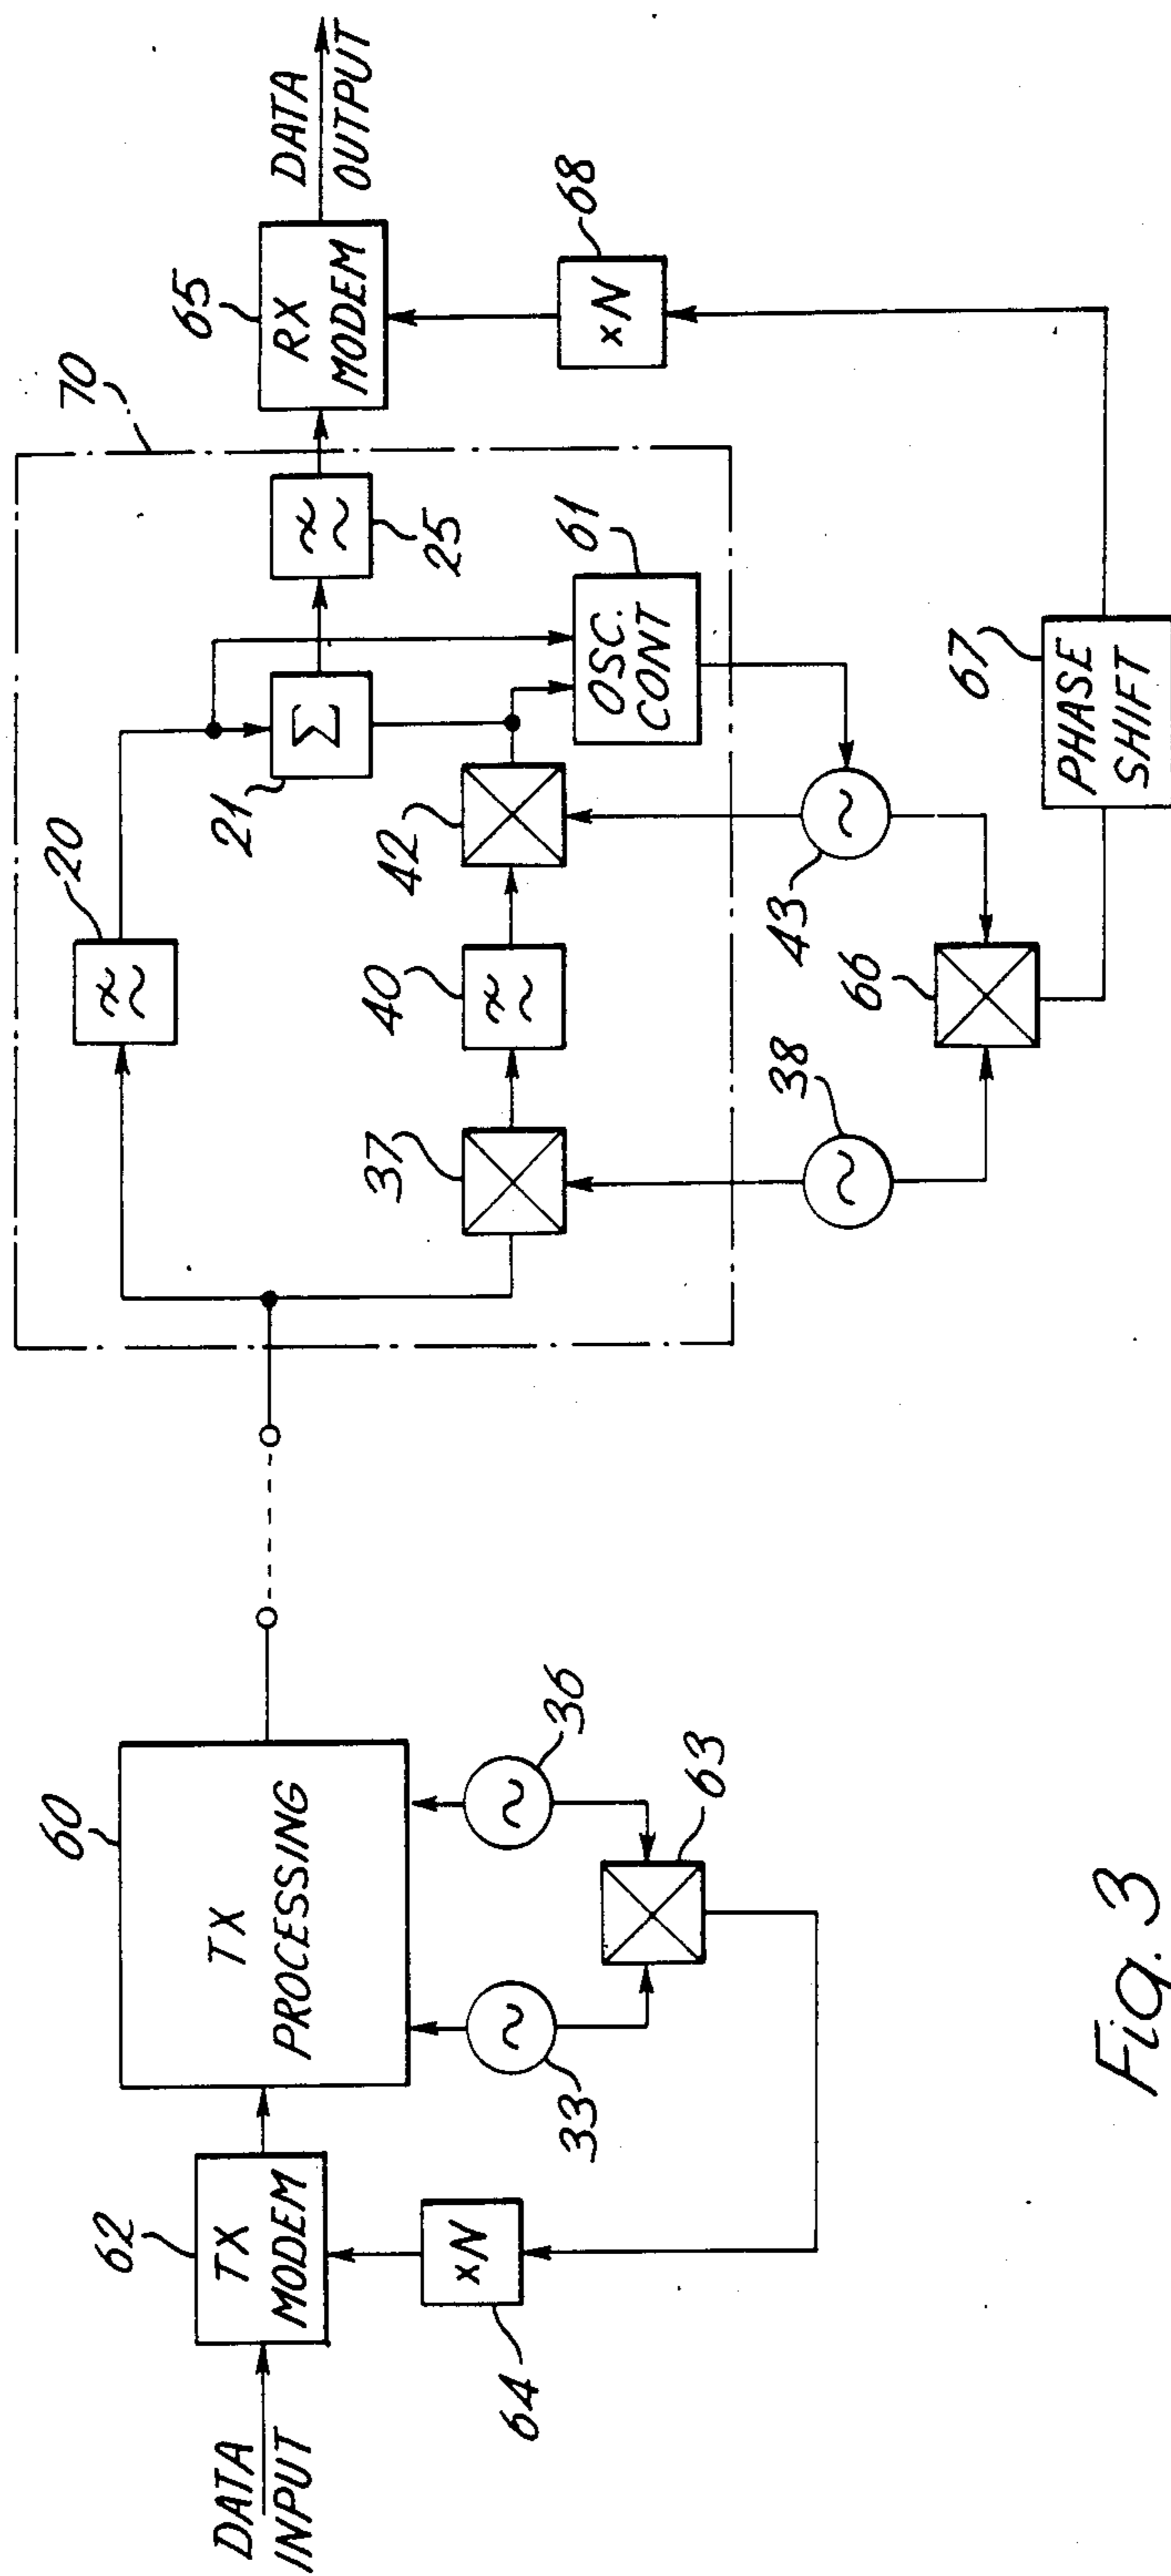 DATA
INPUT
62
TX
MODEM
64
xN
60
TX
PROCESSING
33
36
63
70
20
37
40
42
21
Σ
25
61
OSC.
CONT
38
43
66
67
PHASE
SHIFT
68
xN
65
RX
MODEM
DATA
OUTPUT
Fig. 3